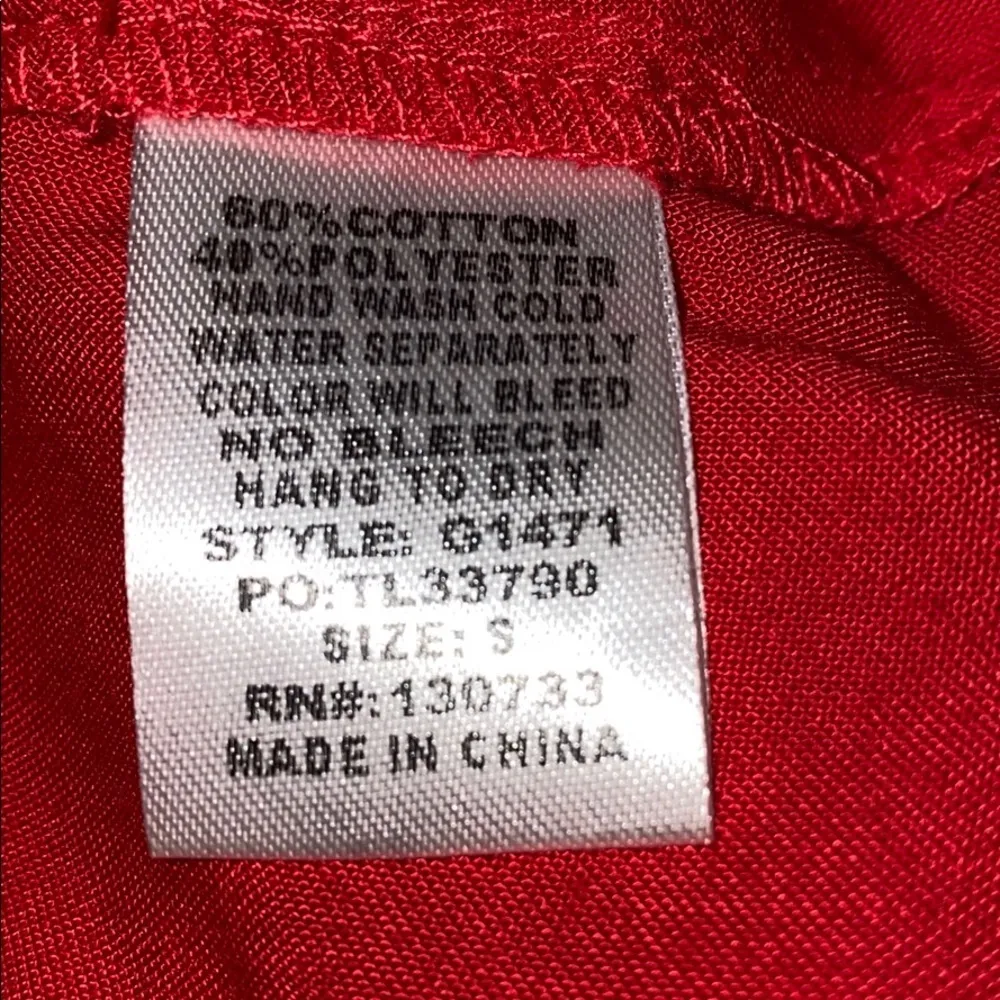 60%COTTON
40%POLYESTER
HAND WASH COLD
WATER SEPARATELY
COLOR WILL BLEED
NO BLEECH
HANG TO DRY
STYLE: G1471
PO:TL33790
SIZE: S
RN#:130733
MADE IN CHINA